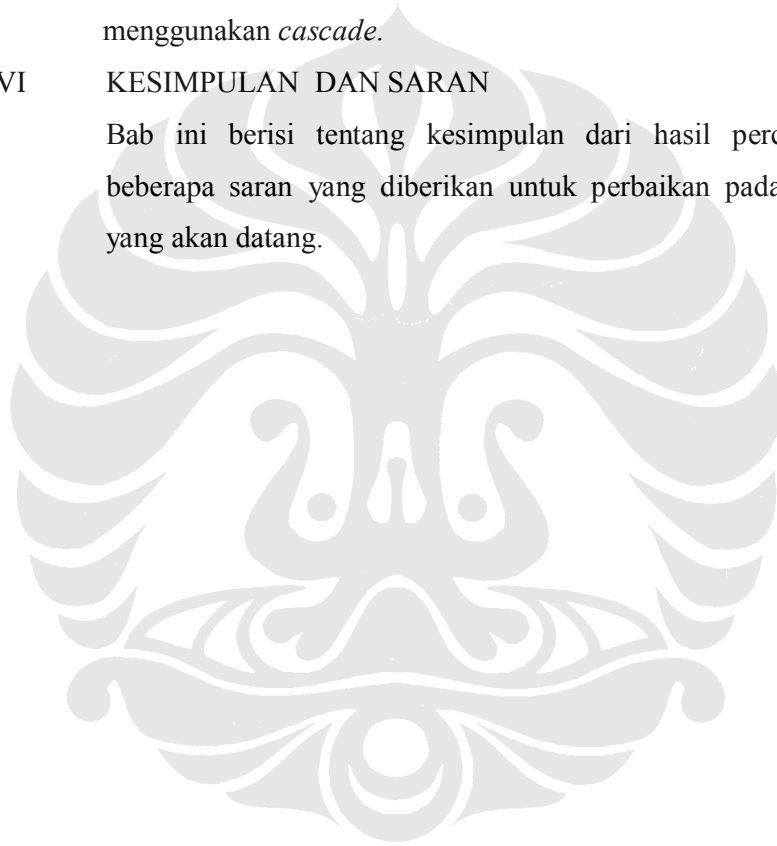 menggunakan cascade.
VI KESIMPULAN DAN SARAN
Bab ini berisi tentang kesimpulan dari hasil
beberapa saran yang diberikan untuk perbaikan pada
yang akan datang.